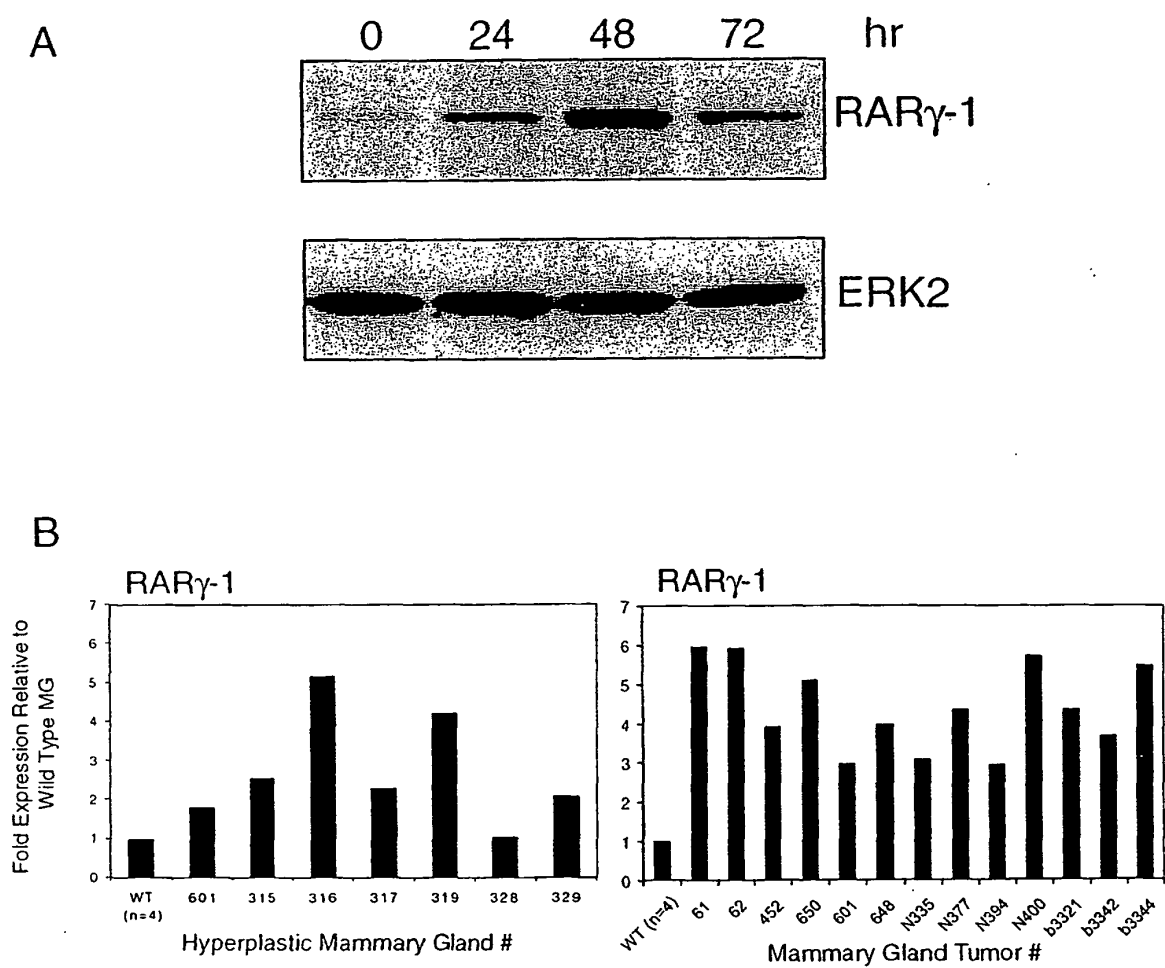 A
0 24 48 72 hr
RARγ-1
ERK2
B
RARγ-1
Fold Expression Relative to
Wild Type MG
7
6
5
4
3
2
1
0
WT 601 315 316 317 319 328 329
(n=4)
Hyperplastic Mammary Gland #
RARγ-1
7
6
5
4
3
2
1
0
WT (n=4) 61 62 452 650 601 648 N335 N377 N394 N400 b3321 b3342 b3344
Mammary Gland Tumor #